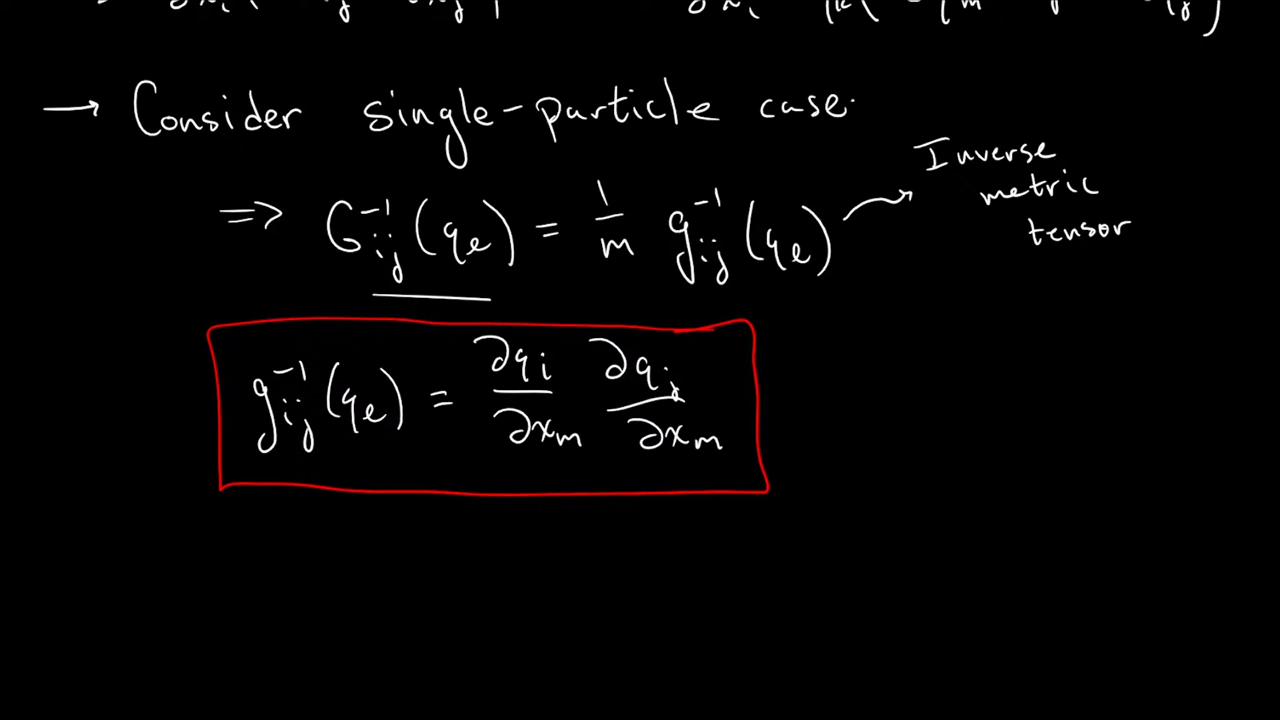 → Consider single-particle case.
⇒ G⁻¹ᵢⱼ(qₑ) = 1/m g⁻¹ᵢⱼ(qₑ) → Inverse
metric
tensor
g⁻¹ᵢⱼ(qₑ) = ∂qᵢ/∂xₘ ∂qⱼ/∂xₘ